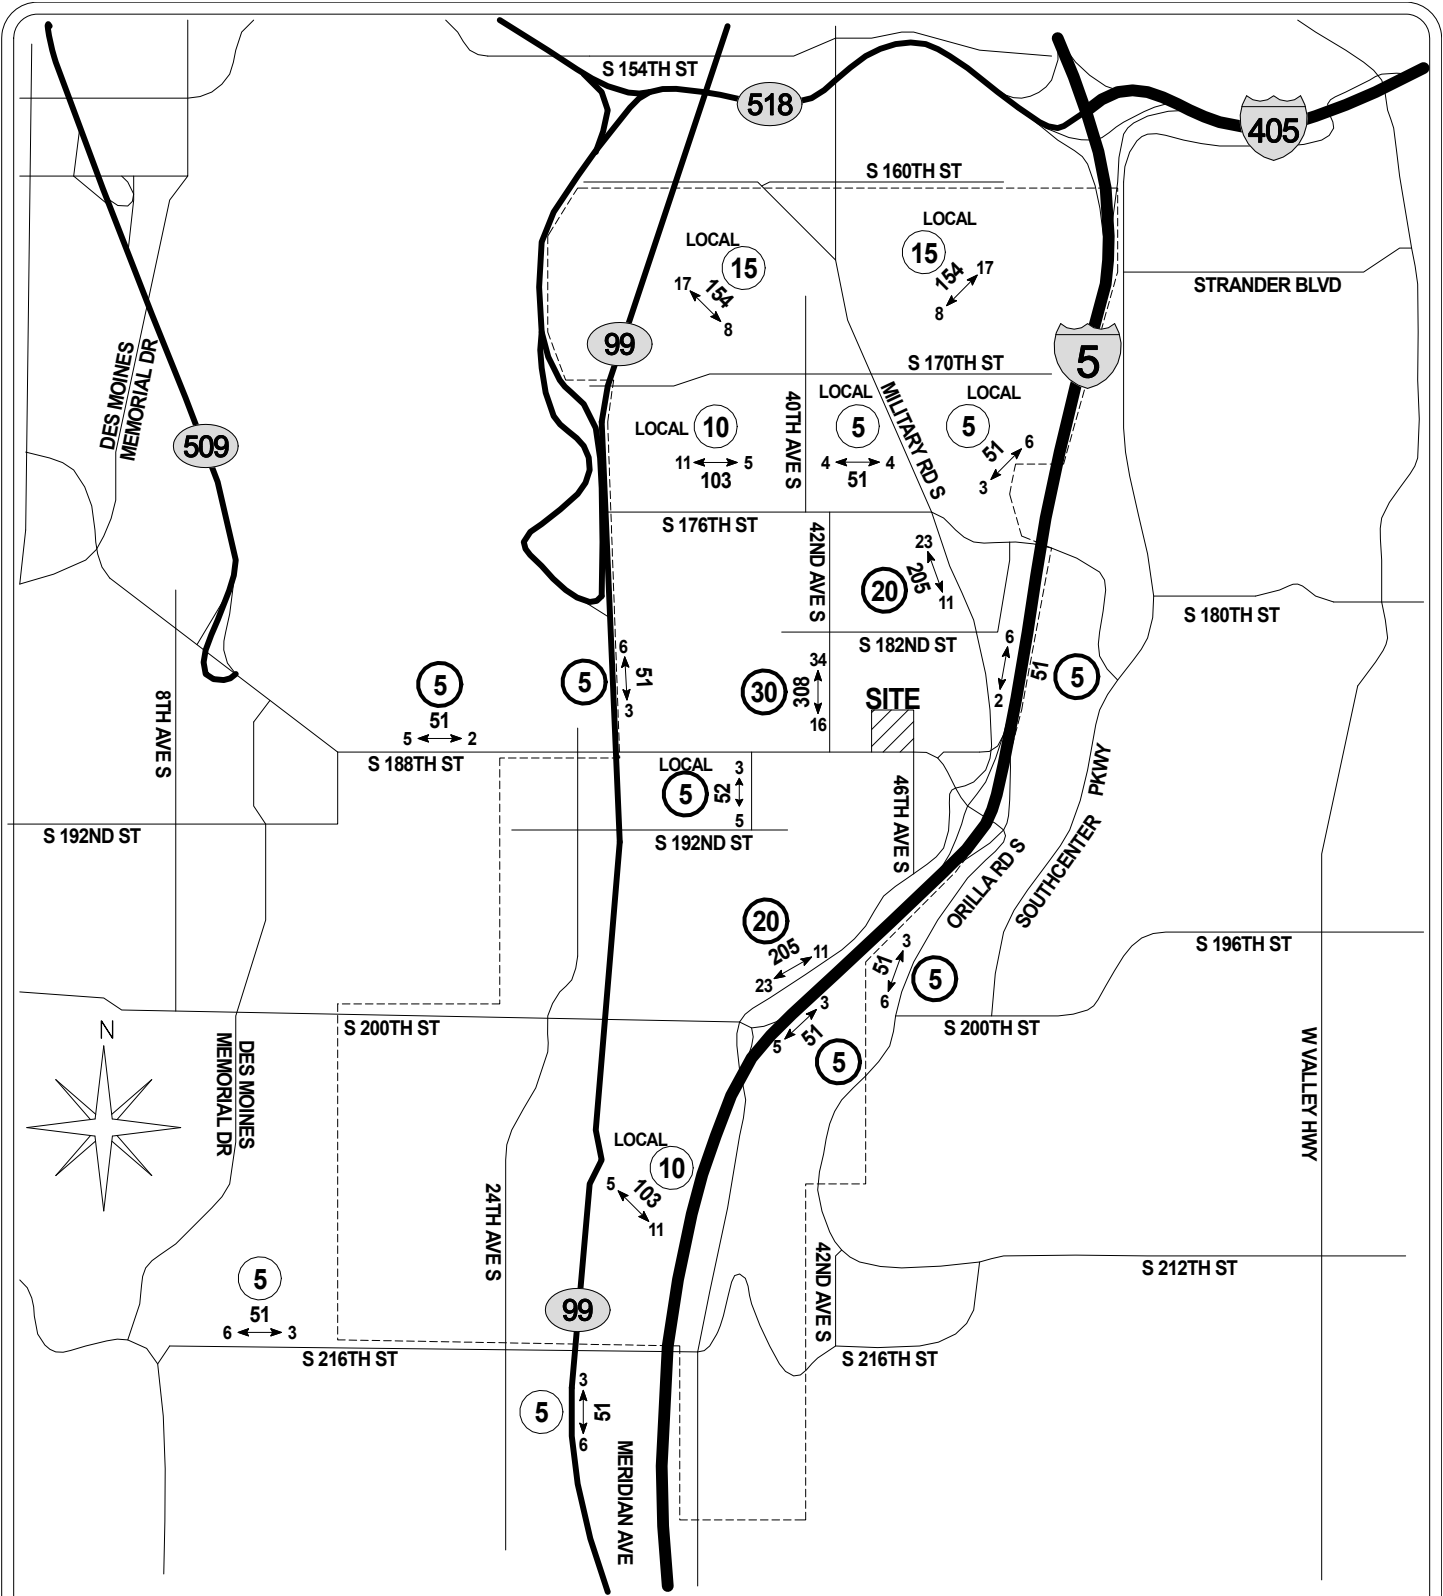 S 154TH ST
518
405
S 160TH ST
LOCAL
15
17
154
8
LOCAL
15
17
154
8
STRANDER BLVD
99
5
S 170TH ST
DES MOINES
MEMORIAL DR
509
LOCAL
10
11
5
103
40TH AVE S
LOCAL
5
4
4
51
MILITARY RD S
LOCAL
5
6
51
3
S 176TH ST
42ND AVE S
23
205
11
20
S 180TH ST
S 182ND ST
5
6
51
3
30
34
308
16
SITE
6
2
51
5
8TH AVE S
5
51
5
2
S 188TH ST
LOCAL
5
3
52
5
46TH AVE S
SOUTHCENTER PKWY
S 192ND ST
S 192ND ST
ORILLA RD S
20
205
11
23
3
51
6
5
S 196TH ST
3
51
5
5
S 200TH ST
S 200TH ST
N
DES MOINES
MEMORIAL DR
W VALLEY HWY
LOCAL
10
5
103
11
24TH AVE S
42ND AVE S
S 212TH ST
5
51
6
3
99
S 216TH ST
S 216TH ST
5
3
51
6
MERIDIAN AVE